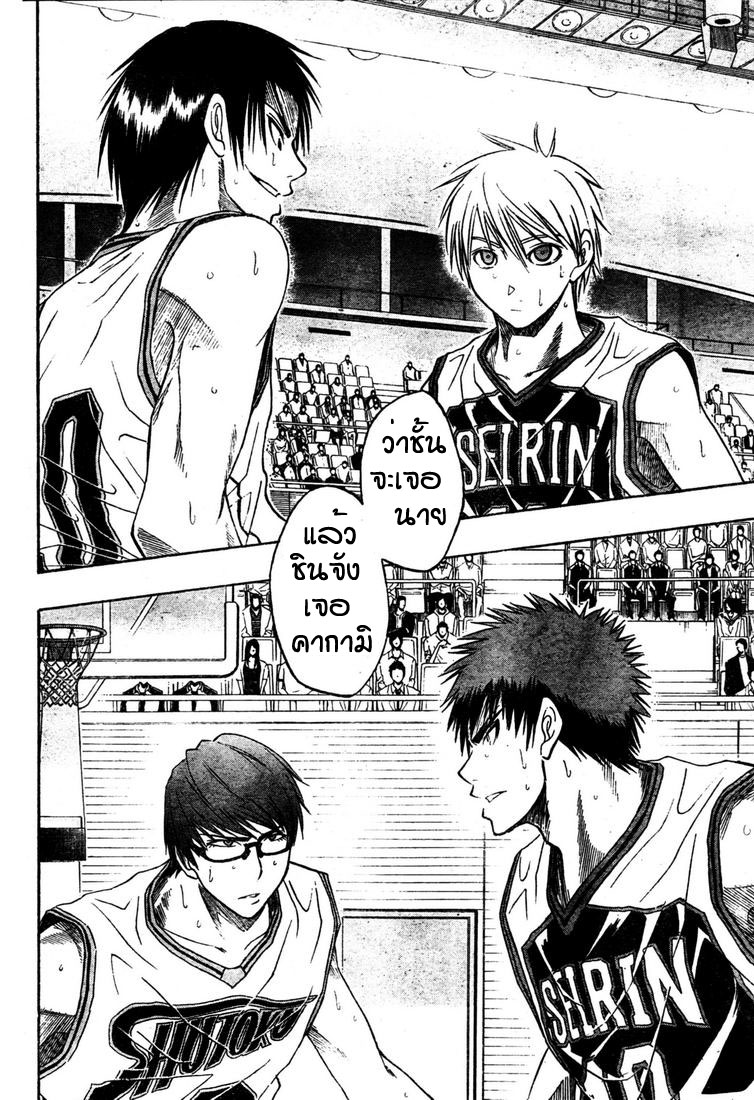 SEIRIN
ว่าชั้น
จะเจอ
นาย
แล้ว
ชินจัง
เจอ
คากามิ
SHUTOKU
SEIRIN